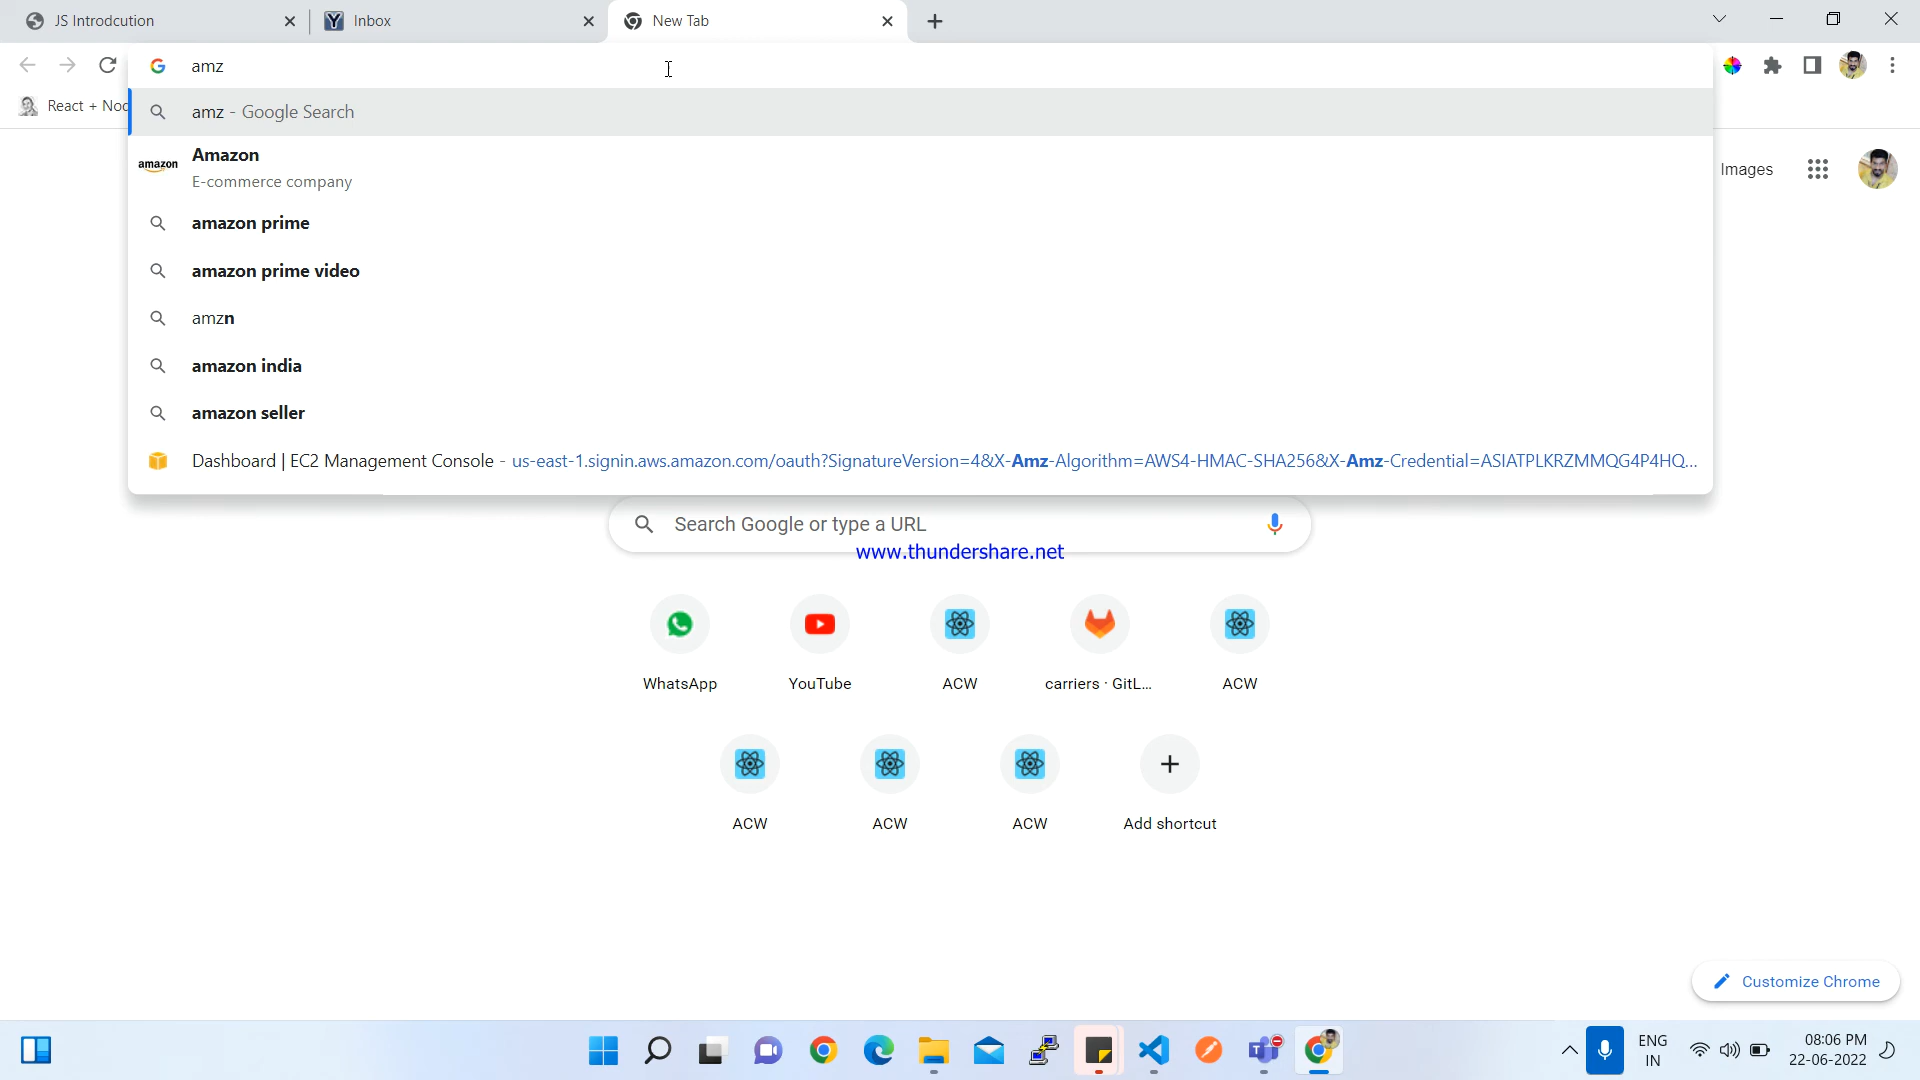 JS Introdcution
Inbox
New Tab
amz
React + Noc
amz - Google Search
amazon
Amazon
E-commerce company
Images
amazon prime
amazon prime video
amzn
amazon india
amazon seller
Dashboard | EC2 Management Console - us-east-1.signin.aws.amazon.com/oauth?SignatureVersion=4&X-Amz-Algorithm=AWS4-HMAC-SHA256&X-Amz-Credential=ASIATPLKRZMMQG4P4HQ...
Search Google or type a URL
www.thundershare.net
WhatsApp
YouTube
ACW
carriers · GitL...
ACW
ACW
ACW
ACW
Add shortcut
Customize Chrome
ENG
IN
08:06 PM
22-06-2022